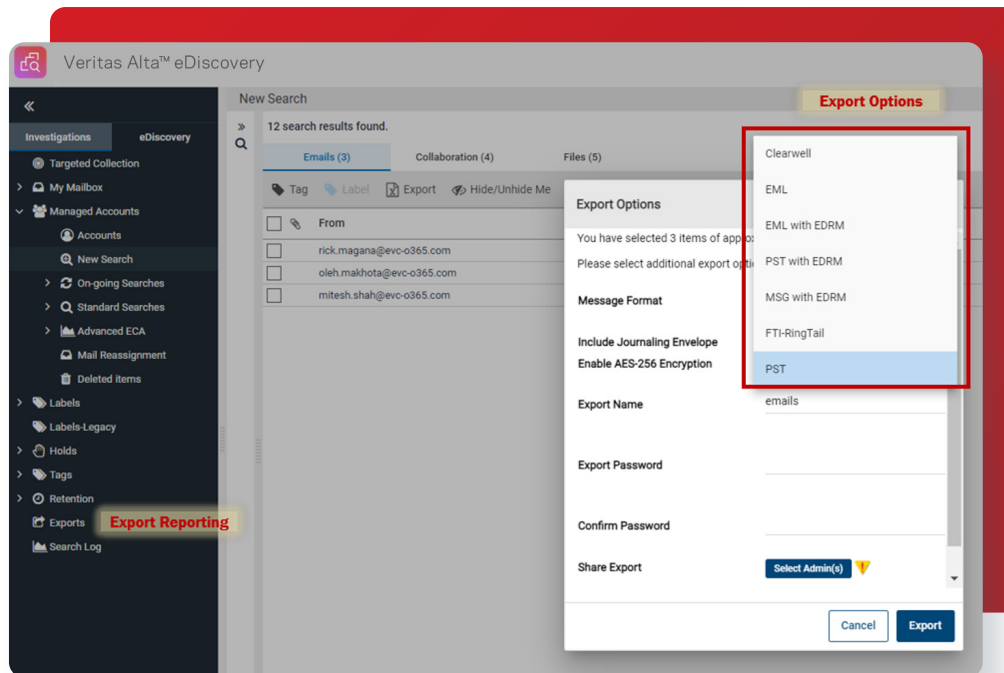 Veritas Alta™ eDiscovery
Investigations
eDiscovery
Targeted Collection
My Mailbox
Managed Accounts
Accounts
New Search
On-going Searches
Standard Searches
Advanced ECA
Mail Reassignment
Deleted items
Labels
Labels-Legacy
Holds
Tags
Retention
Exports
Export Reporting
Search Log
New Search
12 search results found.
Emails (3)
Collaboration (4)
Files (5)
Tag
Label
Export
Hide/Unhide Me
From
rick.magana@evc-o365.com
oleh.makhota@evc-o365.com
mitesh.shah@evc-o365.com
Export Options
Clearwell
EML
EML with EDRM
PST with EDRM
MSG with EDRM
FTI-RingTail
PST
Export Options
You have selected 3 items of
Please select additional export
Message Format
Include Journaling Envelope
Enable AES-256 Encryption
Export Name
emails
Export Password
Confirm Password
Share Export
Select Admin(s)
Cancel
Export